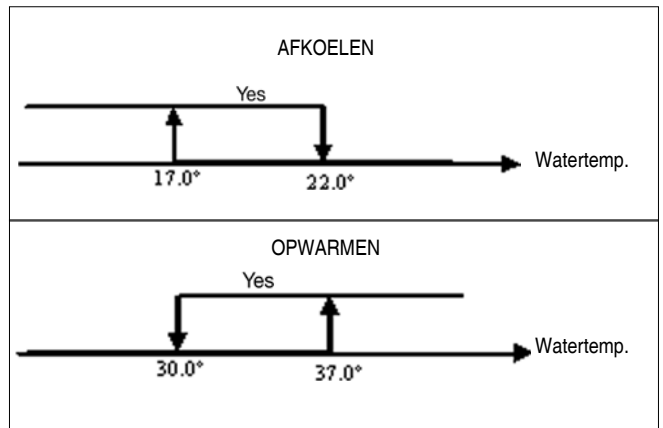 AFKOELEN
Yes
Watertemp.
17.0°
22.0°
OPWARMEN
Yes
Watertemp.
30.0°
37.0°